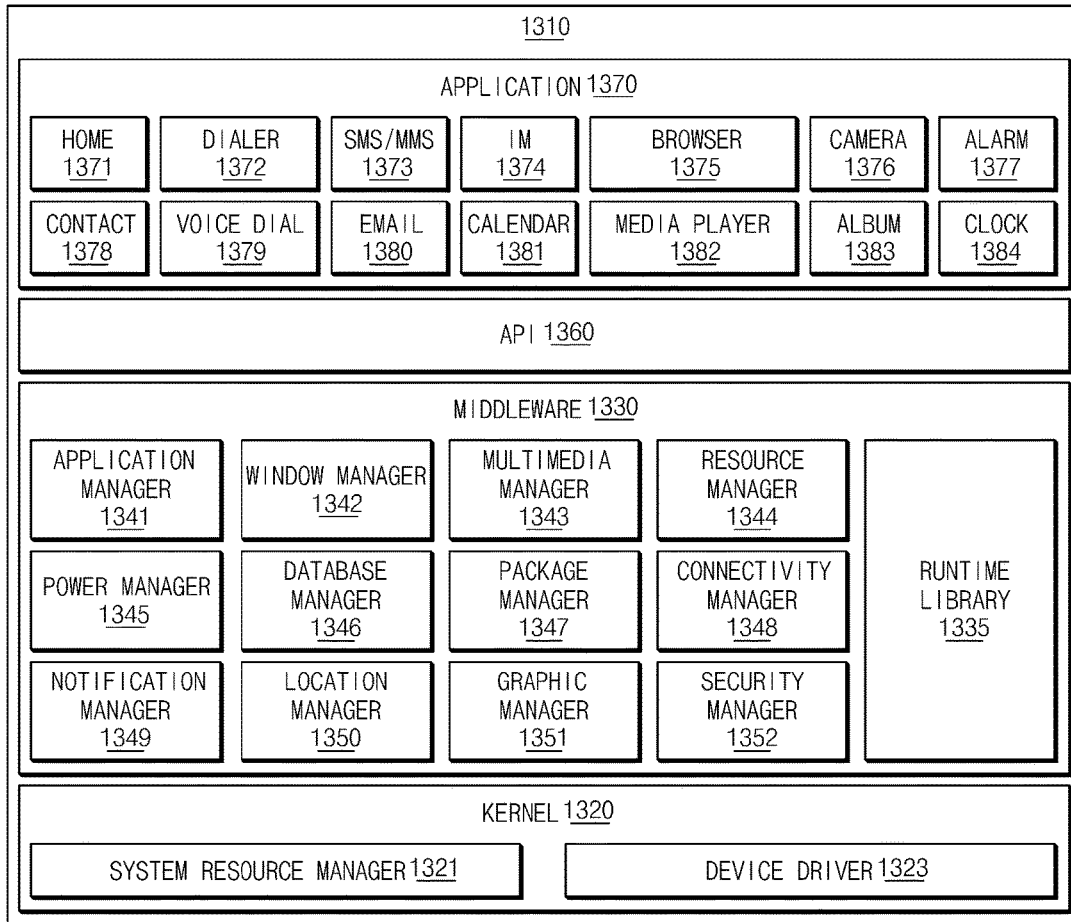 1310
APPLICATION 1370
HOME
1371
DIALER
1372
SMS/MMS
1373
IM
1374
BROWSER
1375
CAMERA
1376
ALARM
1377
CONTACT
1378
VOICE DIAL
1379
EMAIL
1380
CALENDAR
1381
MEDIA PLAYER
1382
ALBUM
1383
CLOCK
1384
API 1360
MIDDLEWARE 1330
APPLICATION
MANAGER
1341
WINDOW MANAGER
1342
MULTIMEDIA
MANAGER
1343
RESOURCE
MANAGER
1344
POWER MANAGER
1345
DATABASE
MANAGER
1346
PACKAGE
MANAGER
1347
CONNECTIVITY
MANAGER
1348
NOTIFICATION
MANAGER
1349
LOCATION
MANAGER
1350
GRAPHIC
MANAGER
1351
SECURITY
MANAGER
1352
RUNTIME
LIBRARY
1335
KERNEL 1320
SYSTEM RESOURCE MANAGER 1321
DEVICE DRIVER 1323